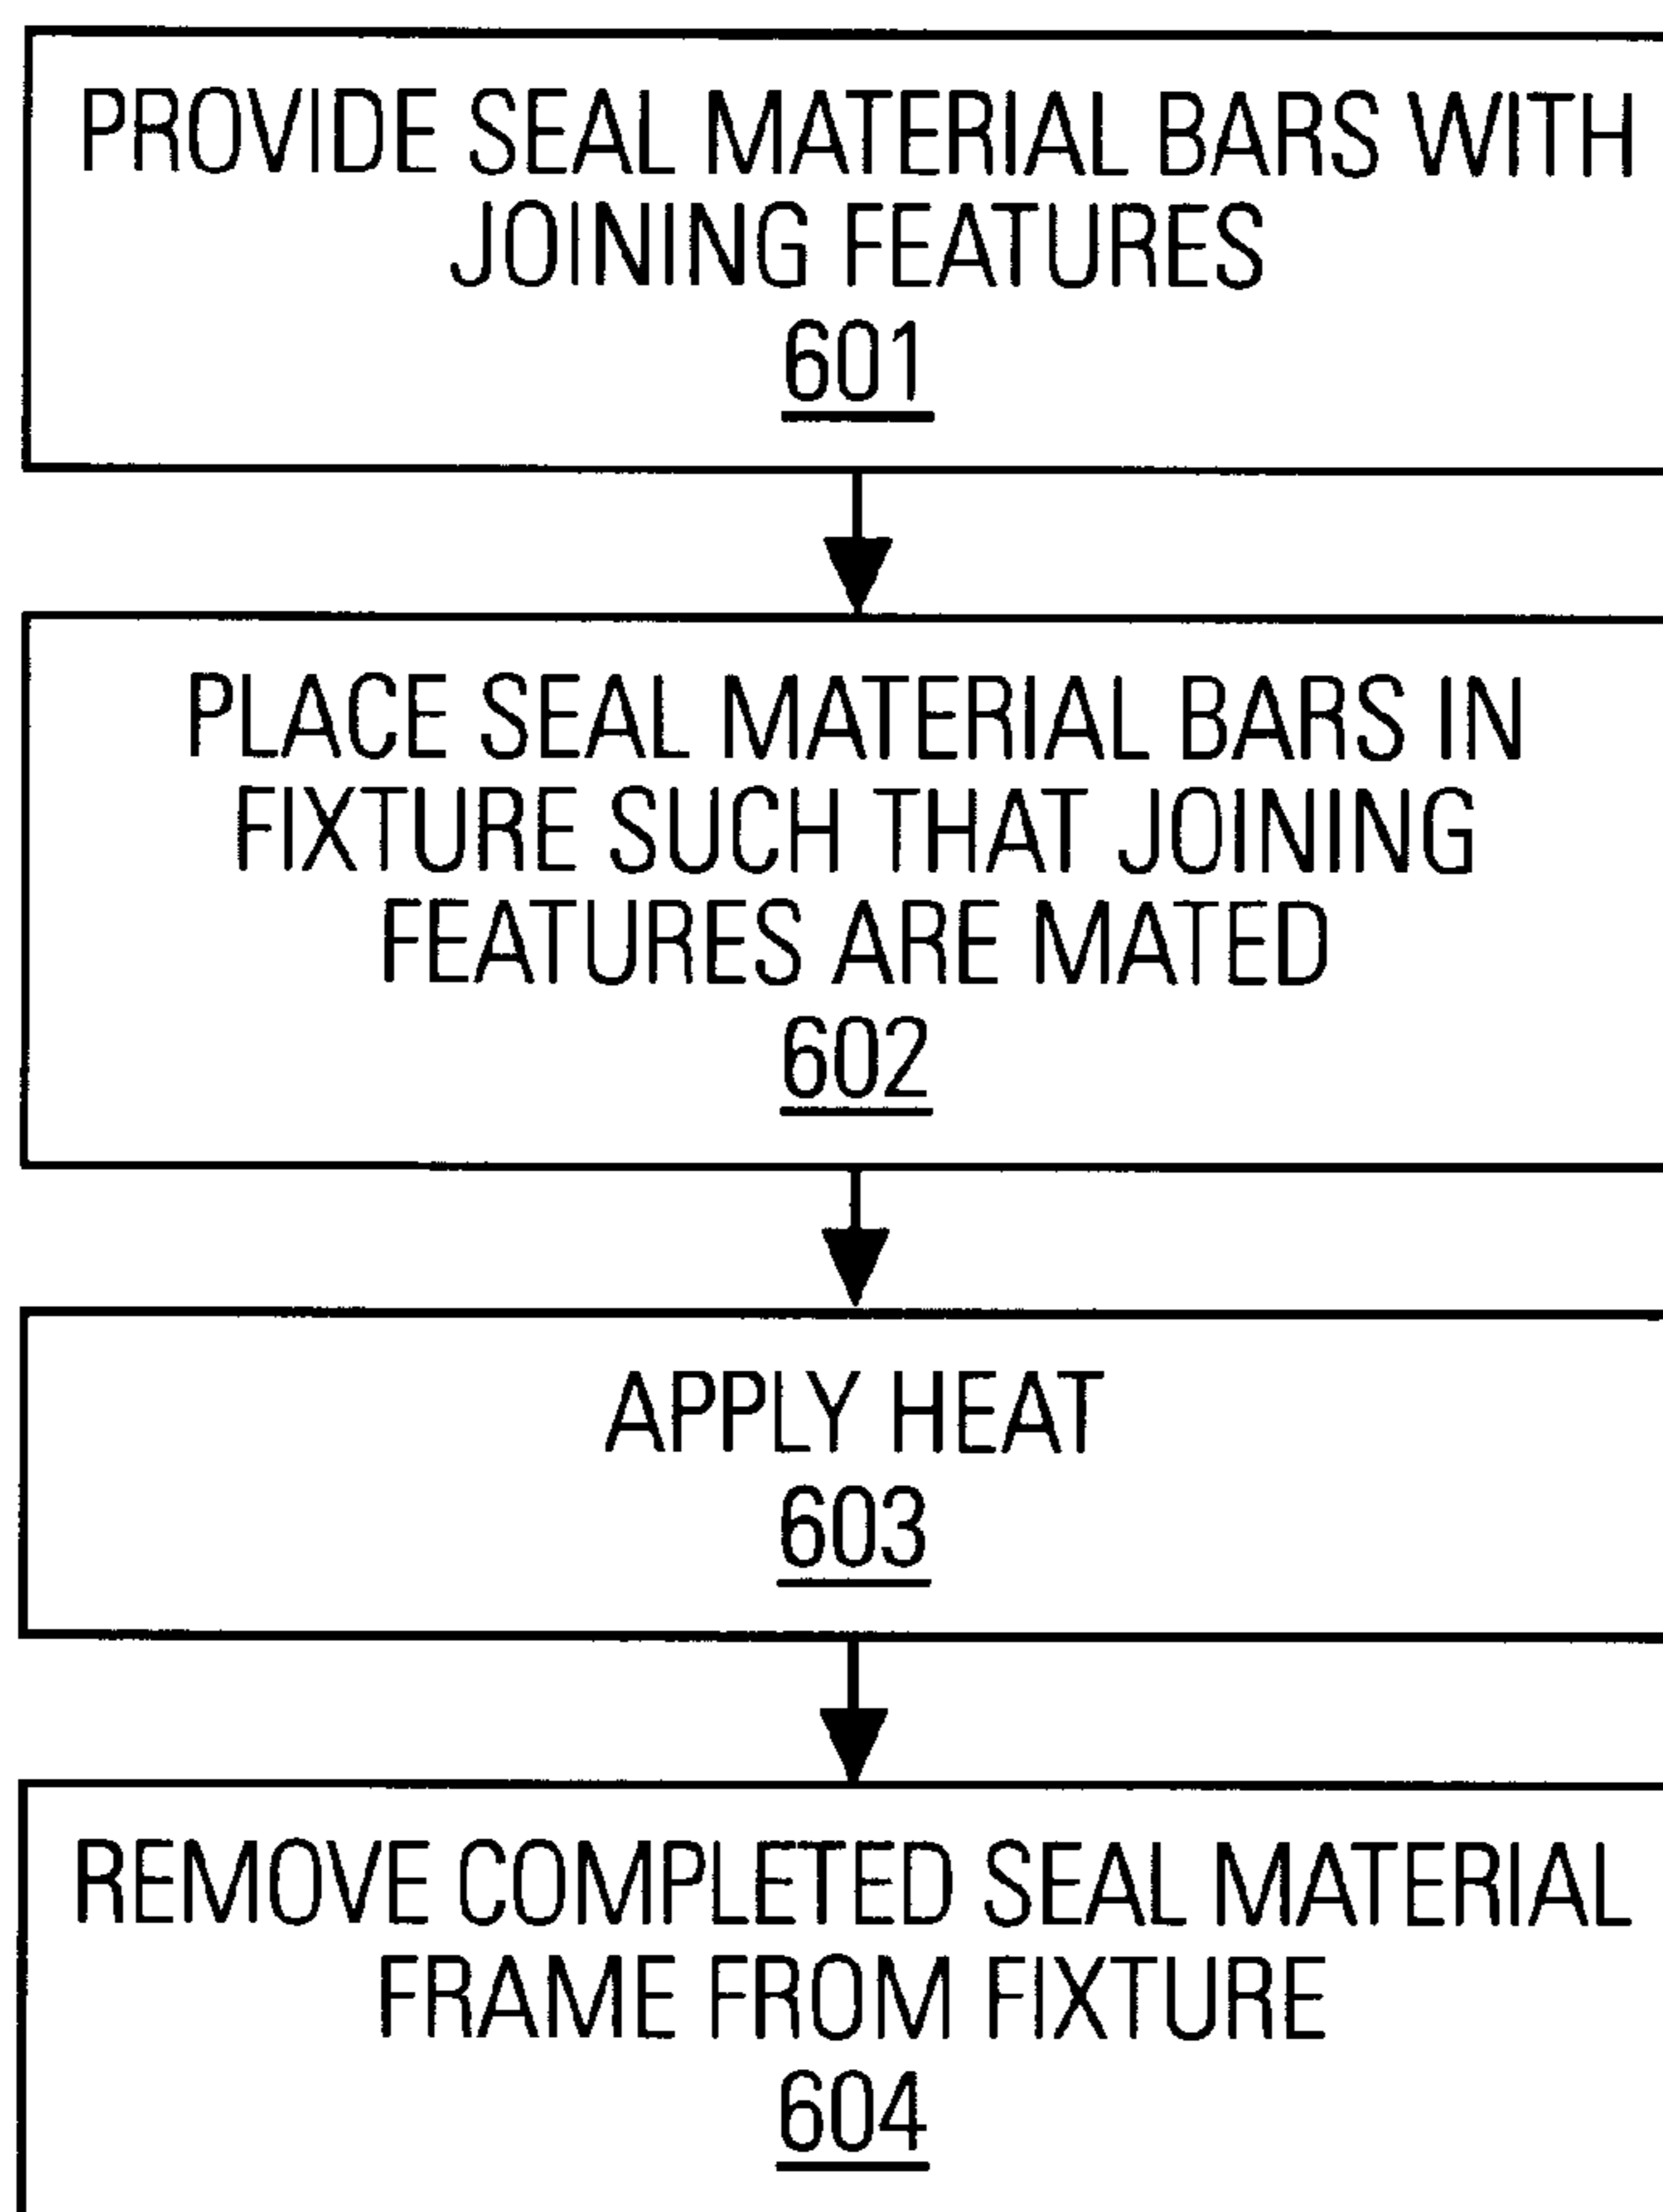 PROVIDE SEAL MATERIAL BARS WITH
JOINING FEATURES
601
PLACE SEAL MATERIAL BARS IN
FIXTURE SUCH THAT JOINING
FEATURES ARE MATED
602
APPLY HEAT
603
REMOVE COMPLETED SEAL MATERIAL
FRAME FROM FIXTURE
604